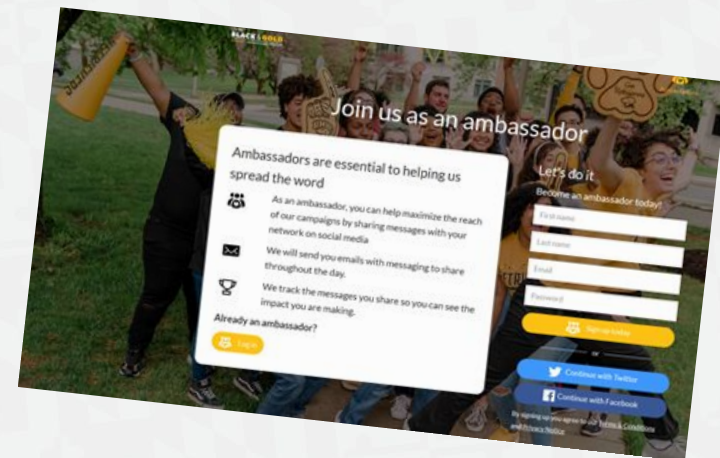 BLACK & GOLD
Join us as an ambassador
Ambassadors are essential to helping us
spread the word
As an ambassador, you can help maximize the reach
of our campaigns by sharing messages with your
network on social media
We will send you emails with messaging to share
throughout the day.
We track the messages you share so you can see the
impact you are making.
Already an ambassador?
Log in
Let's do it
Become an ambassador today!
First name
Last name
Email
Password
Sign up today
or
Continue with Twitter
Continue with Facebook
By signing up you agree to our Terms & Conditions
and Privacy Notice